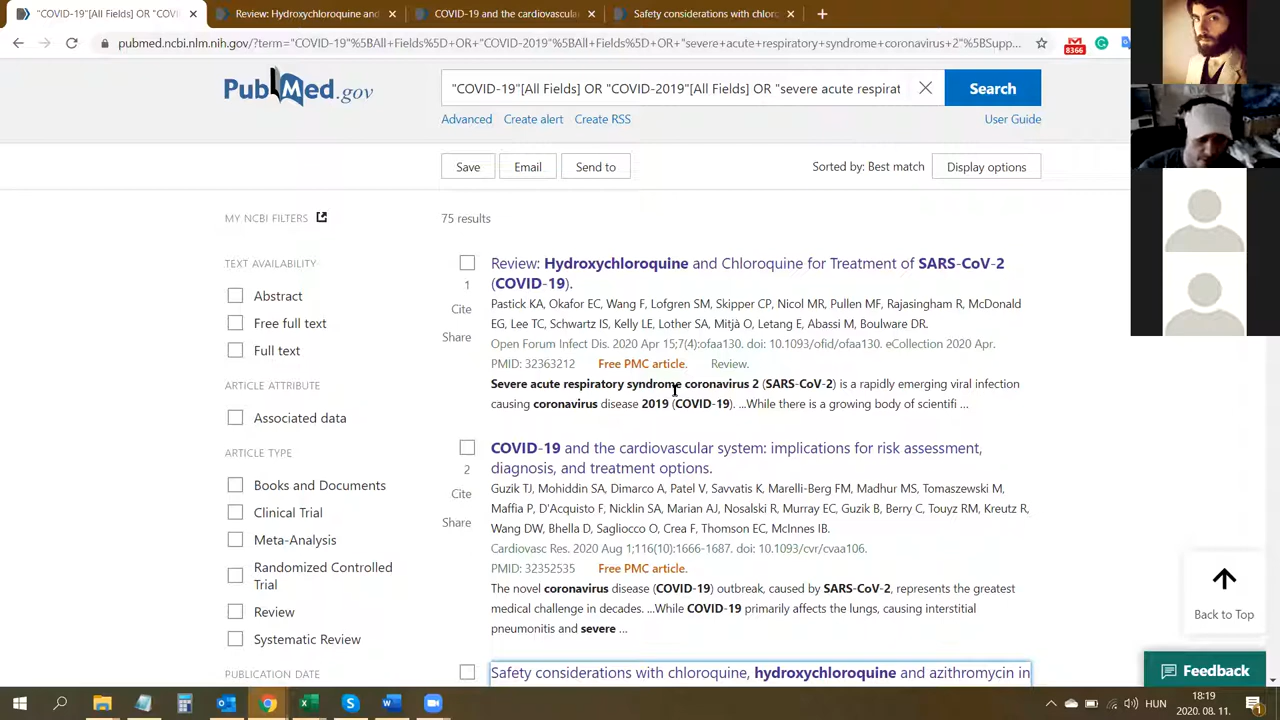 "COVID-19"[All Fields] OR "COVI
Review: Hydroxychloroquine and
COVID-19 and the cardiovascular
Safety considerations with chlorc
pubmed.ncbi.nlm.nih.gov/?term="COVID-19"%5BAll+Fields%5D+OR+"COVID-2019"%5BAll+Fields%5D+OR+"severe+acute+respiratory+syndrome+coronavirus+2"%5BSupp...
8366
PubMed.gov
"COVID-19"[All Fields] OR "COVID-2019"[All Fields] OR "severe acute respirat
Search
Advanced
Create alert
Create RSS
User Guide
Save
Email
Send to
Sorted by: Best match
Display options
MY NCBI FILTERS
75 results
TEXT AVAILABILITY
Abstract
Free full text
Full text
ARTICLE ATTRIBUTE
Associated data
ARTICLE TYPE
Books and Documents
Clinical Trial
Meta-Analysis
Randomized Controlled
Trial
Review
Systematic Review
PUBLICATION DATE
1
Cite
Share
Review: Hydroxychloroquine and Chloroquine for Treatment of SARS-CoV-2
(COVID-19).
Pastick KA, Okafor EC, Wang F, Lofgren SM, Skipper CP, Nicol MR, Pullen MF, Rajasingham R, McDonald
EG, Lee TC, Schwartz IS, Kelly LE, Lother SA, Mitjà O, Letang E, Abassi M, Boulware DR.
Open Forum Infect Dis. 2020 Apr 15;7(4):ofaa130. doi: 10.1093/ofid/ofaa130. eCollection 2020 Apr.
PMID: 32363212 Free PMC article. Review.
Severe acute respiratory syndrome coronavirus 2 (SARS-CoV-2) is a rapidly emerging viral infection
causing coronavirus disease 2019 (COVID-19). ...While there is a growing body of scientifi ...
2
Cite
Share
COVID-19 and the cardiovascular system: implications for risk assessment,
diagnosis, and treatment options.
Guzik TJ, Mohiddin SA, Dimarco A, Patel V, Savvatis K, Marelli-Berg FM, Madhur MS, Tomaszewski M,
Maffia P, D'Acquisto F, Nicklin SA, Marian AJ, Nosalski R, Murray EC, Guzik B, Berry C, Touyz RM, Kreutz R,
Wang DW, Bhella D, Sagliocco O, Crea F, Thomson EC, McInnes IB.
Cardiovasc Res. 2020 Aug 1;116(10):1666-1687. doi: 10.1093/cvr/cvaa106.
PMID: 32352535 Free PMC article.
The novel coronavirus disease (COVID-19) outbreak, caused by SARS-CoV-2, represents the greatest
medical challenge in decades. ...While COVID-19 primarily affects the lungs, causing interstitial
pneumonitis and severe ...
Safety considerations with chloroquine, hydroxychloroquine and azithromycin in
Back to Top
Feedback
HUN
18:19
2020. 08. 11.
1